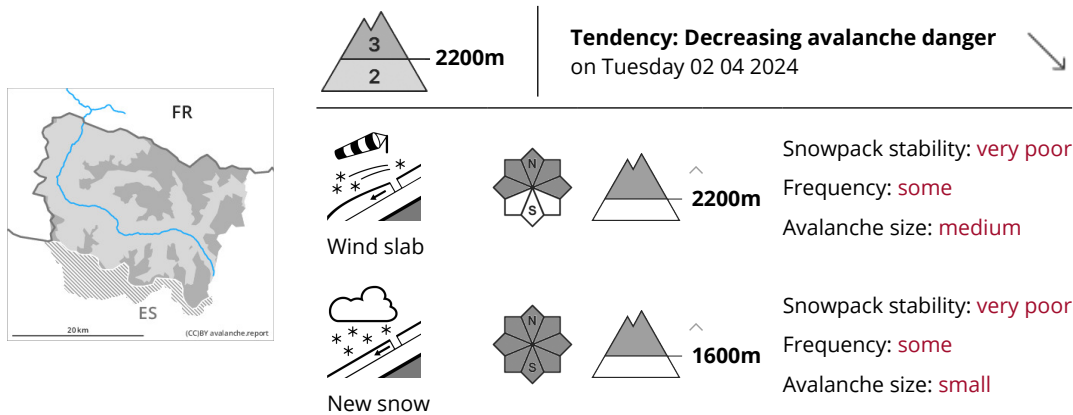 3
2
2200m
Tendency: Decreasing avalanche danger
on Tuesday 02 04 2024
FR
ES
20 km
(CC)BY avalanche.report
N
S
2200m
Snowpack stability: very poor
Frequency: some
Avalanche size: medium
Wind slab
N
S
1600m
Snowpack stability: very poor
Frequency: some
Avalanche size: small
New snow